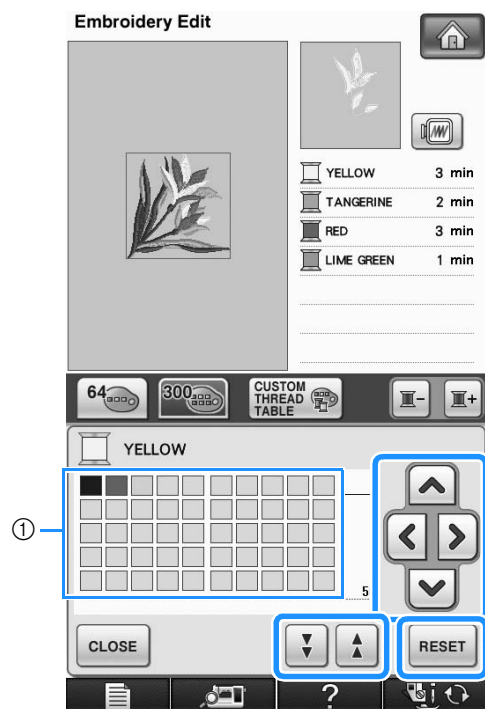 Embroidery Edit
YELLOW 3 min
TANGERINE 2 min
RED 3 min
LIME GREEN 1 min
64 300 CUSTOM
THREAD
TABLE
- +
YELLOW
①
5
CLOSE RESET
?